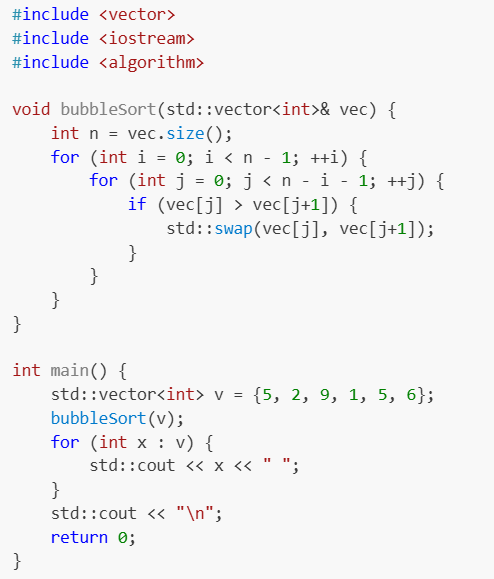 #include <vector>
#include <iostream>
#include <algorithm>

void bubbleSort(std::vector<int>& vec) {
    int n = vec.size();
    for (int i = 0; i < n - 1; ++i) {
        for (int j = 0; j < n - i - 1; ++j) {
            if (vec[j] > vec[j+1]) {
                std::swap(vec[j], vec[j+1]);
            }
        }
    }
}

int main() {
    std::vector<int> v = {5, 2, 9, 1, 5, 6};
    bubbleSort(v);
    for (int x : v) {
        std::cout << x << " ";
    }
    std::cout << "\n";
    return 0;
}